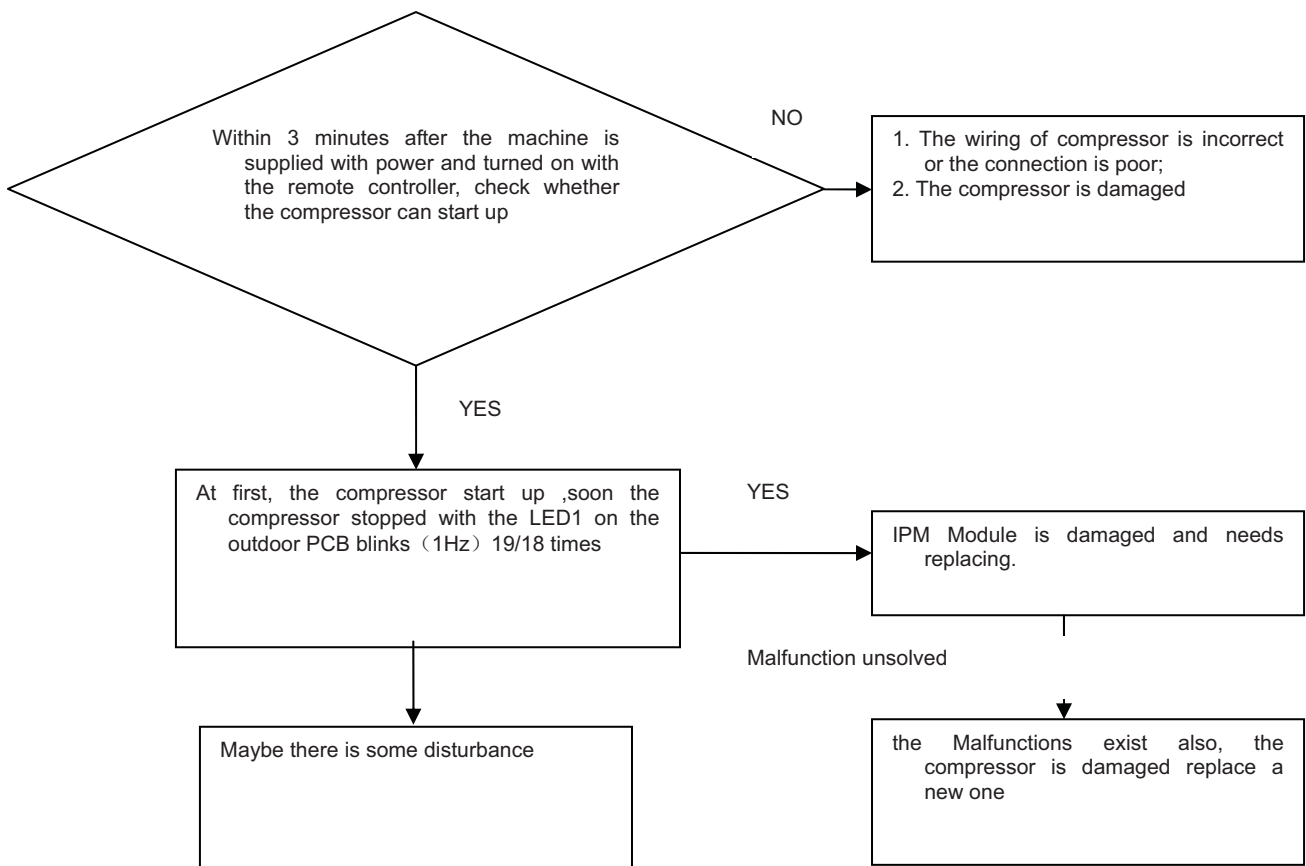 Within 3 minutes after the machine is
supplied with power and turned on with
the remote controller, check whether
the compressor can start up
NO
1. The wiring of compressor is incorrect
or the connection is poor;
2. The compressor is damaged
YES
At first, the compressor start up ,soon the
compressor stopped with the LED1 on the
outdoor PCB blinks（1Hz）19/18 times
YES
IPM Module is damaged and needs
replacing.
Malfunction unsolved
Maybe there is some disturbance
the Malfunctions exist also, the
compressor is damaged replace a
new one